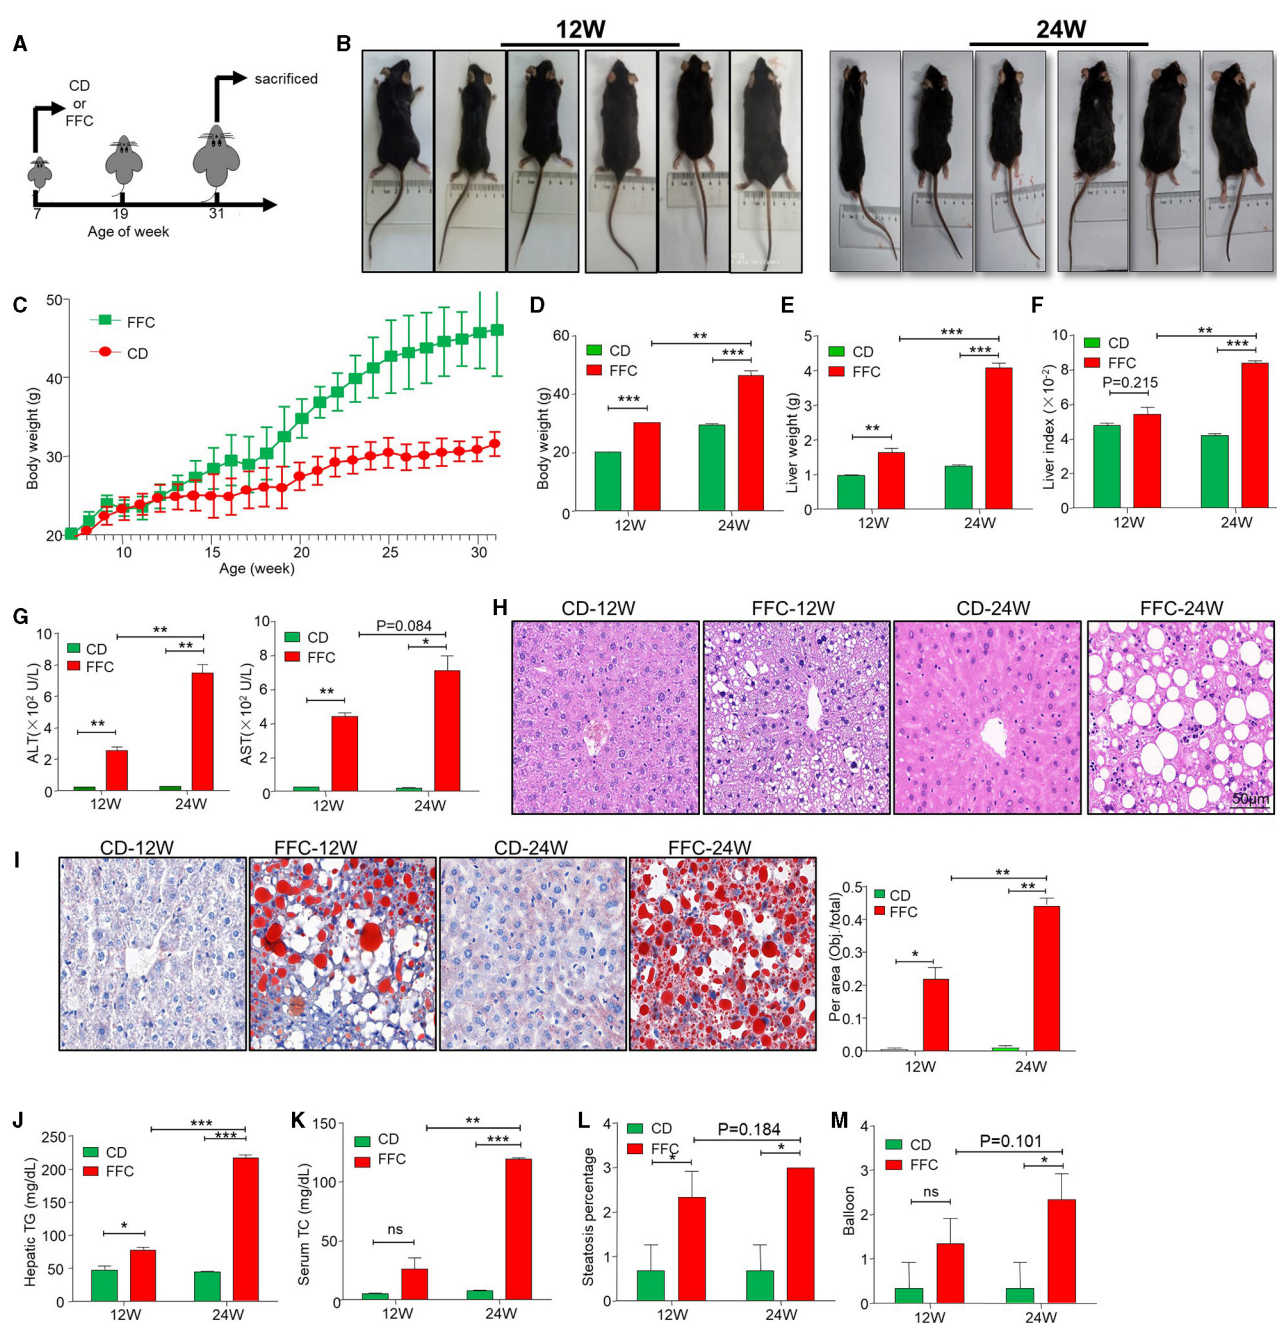 A
CD
or
FFC
sacrificed
7
19
31
Age of week
B
12W
24W
C
50
40
30
20
Body weight (g)
FFC
CD
10
15
20
25
30
Age (week)
D
60
40
20
0
Body weight (g)
CD
FFC
***
**
***
12W
24W
E
5
4
3
2
1
0
Liver weight (g)
CD
FFC
**
***
***
12W
24W
F
10
8
6
4
2
0
Liver index (×10⁻²)
CD
FFC
P=0.215
**
***
12W
24W
G
10
8
6
4
2
0
ALT(×10² U/L)
CD
FFC
**
**
**
12W
24W
10
8
6
4
2
0
AST(×10² U/L)
CD
FFC
**
P=0.084
*
12W
24W
H
CD-12W
FFC-12W
CD-24W
FFC-24W
50μm
I
CD-12W
FFC-12W
CD-24W
FFC-24W
0.5
0.4
0.3
0.2
0.1
0.0
Per area (Obj./total)
CD
FFC
*
**
**
12W
24W
J
250
200
150
100
50
0
Hepatic TG (mg/dL)
CD
FFC
*
***
***
12W
24W
K
150
100
50
0
Serum TC (mg/dL)
CD
FFC
ns
**
***
12W
24W
L
4
3
2
1
0
Steatosis percentage
CD
FFC
*
P=0.184
*
12W
24W
M
4
3
2
1
0
Balloon
CD
FFC
ns
P=0.101
*
12W
24W